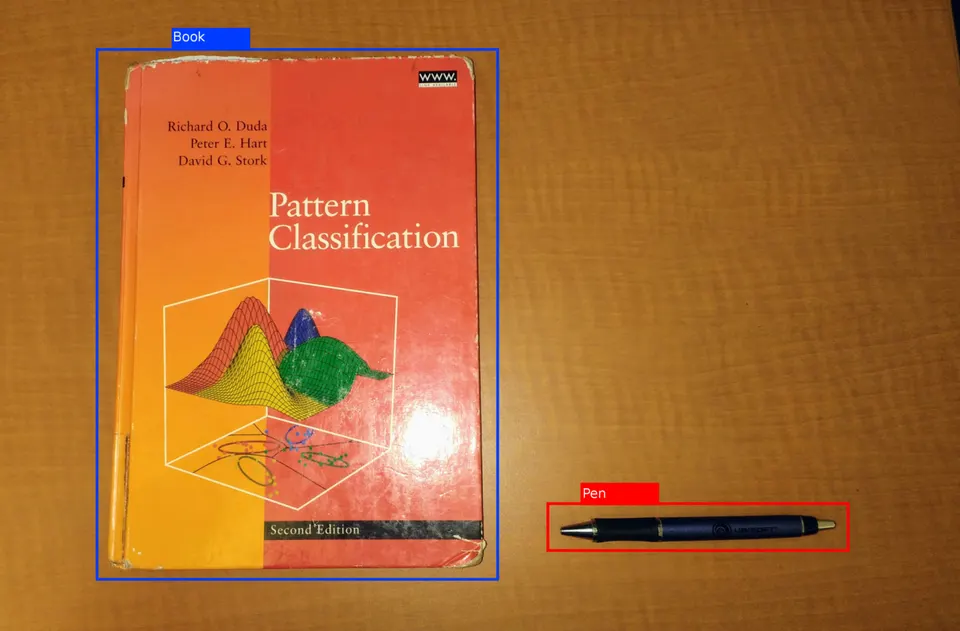 Book
www.
Richard O. Duda
Peter E. Hart
David G. Stork
Pattern
Classification
Second Edition
Pen